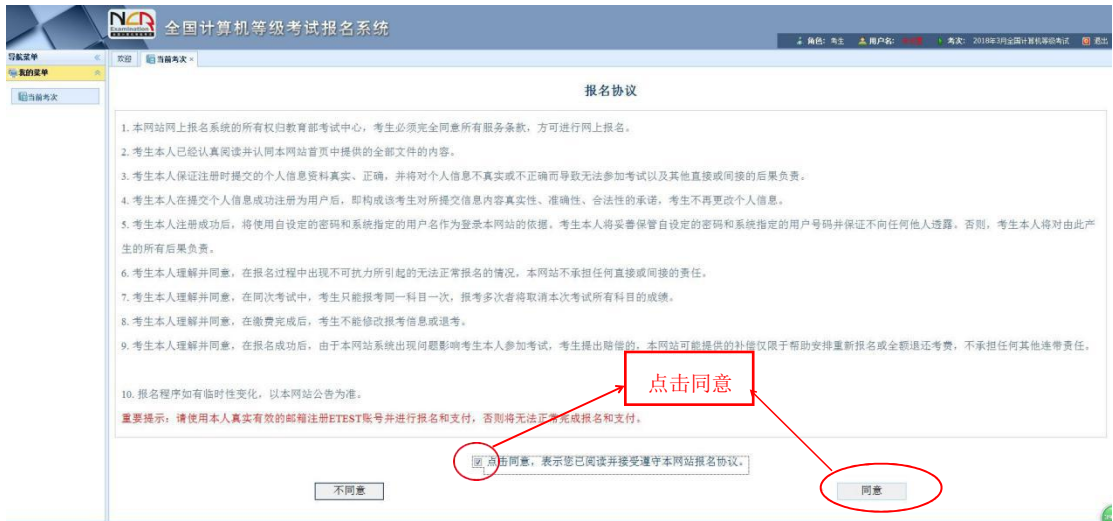 NCR
Examination
全国计算机等级考试报名系统
角色: 考生 用户名: 考次: 2018年3月全国计算机等级考试 退出
导航菜单
欢迎 当前考次
我的菜单
当前考次
报名协议
1. 本网站网上报名系统的所有权归教育部考试中心，考生必须完全同意所有服务条款，方可进行网上报名。
2. 考生本人已经认真阅读并认同本网站首页中提供的全部文件的内容。
3. 考生本人保证注册时提交的个人信息资料真实、正确，并将对个人信息不真实或不正确而导致无法参加考试以及其他直接或间接的后果负责。
4. 考生本人在提交个人信息成功注册为用户后，即构成该考生对所提交信息内容真实性、准确性、合法性的承诺，考生不再更改个人信息。
5. 考生本人注册成功后，将使用自设定的密码和系统指定的用户名作为登录本网站的依据。考生本人将妥善保管自设定的密码和系统指定的用户号码并保证不向任何他人透露。否则，考生本人将对由此产
生的所有后果负责。
6. 考生本人理解并同意，在报名过程中出现不可抗力所引起的无法正常报名的情况，本网站不承担任何直接或间接的责任。
7. 考生本人理解并同意，在同次考试中，考生只能报考同一科目一次，报考多次者将取消本次考试所有科目的成绩。
8. 考生本人理解并同意，在缴费完成后，考生不能修改报考信息或退考。
9. 考生本人理解并同意，在报名成功后，由于本网站系统出现问题影响考生本人参加考试，考生提出赔偿的，本网站可能提供的补偿仅限于帮助安排重新报名或全额退还考费，不承担任何其他连带责任。
点击同意
10. 报名程序如有临时性变化，以本网站公告为准。
重要提示：请使用本人真实有效的邮箱注册ETEST账号并进行报名和支付，否则将无法正常完成报名和支付。
点击同意，表示您已阅读并接受遵守本网站报名协议。
不同意 同意